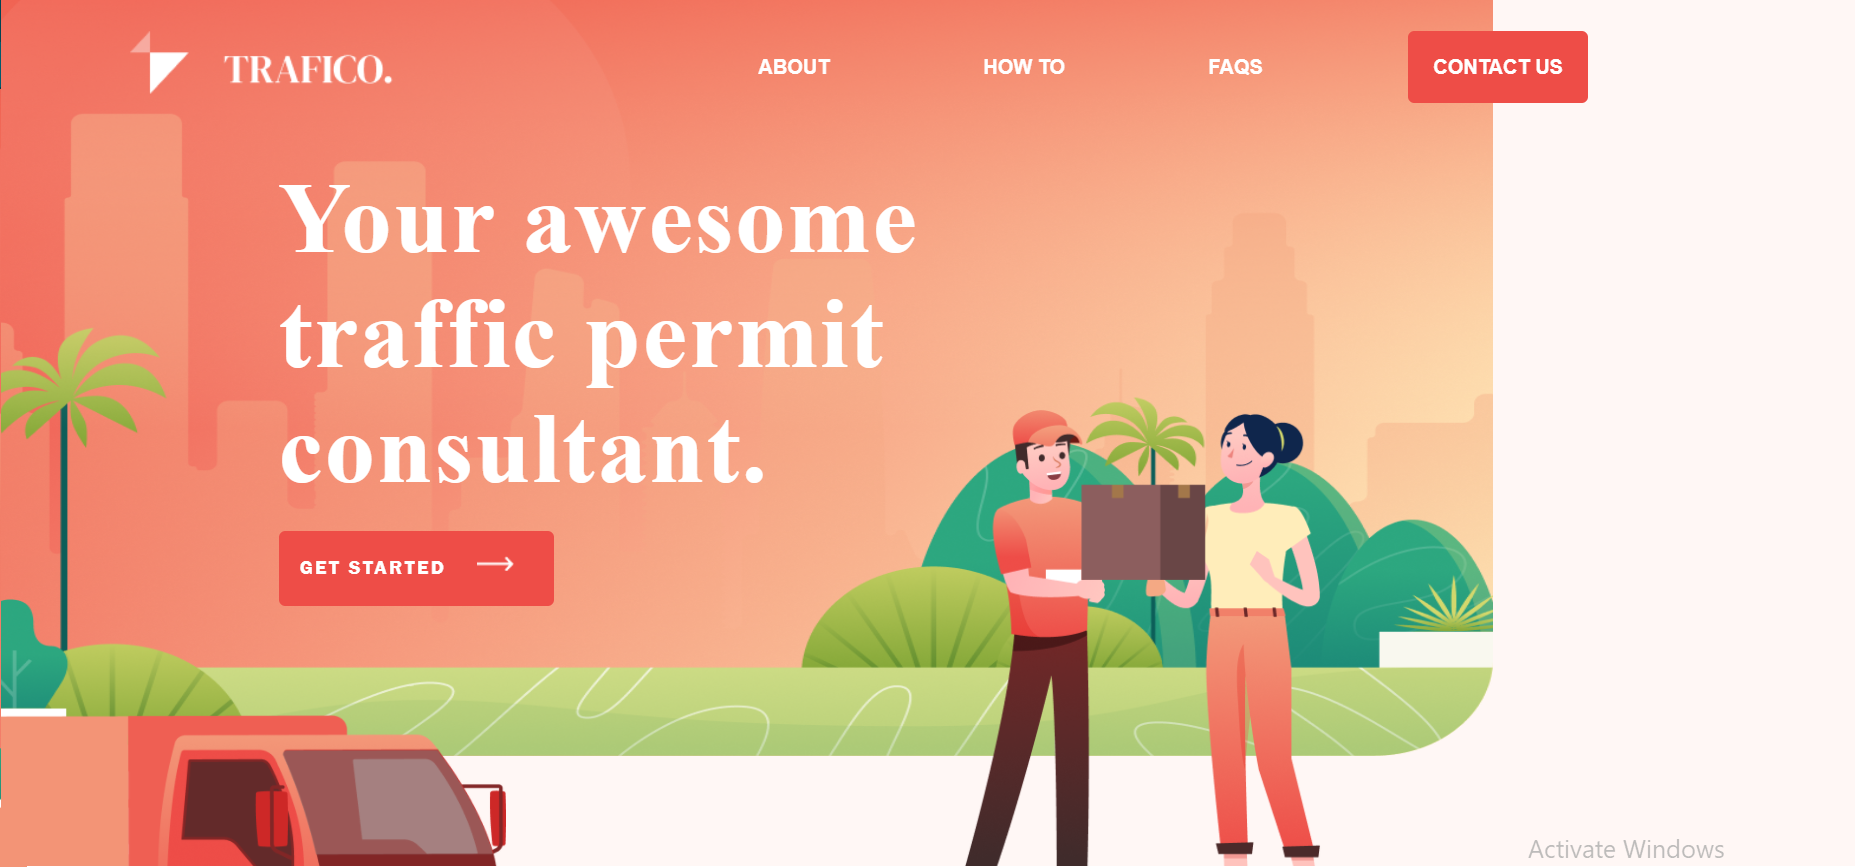 TRAFICO.
ABOUT
HOW TO
FAQS
CONTACT US
Your awesome
traffic permit
consultant.
GET STARTED
Activate Windows